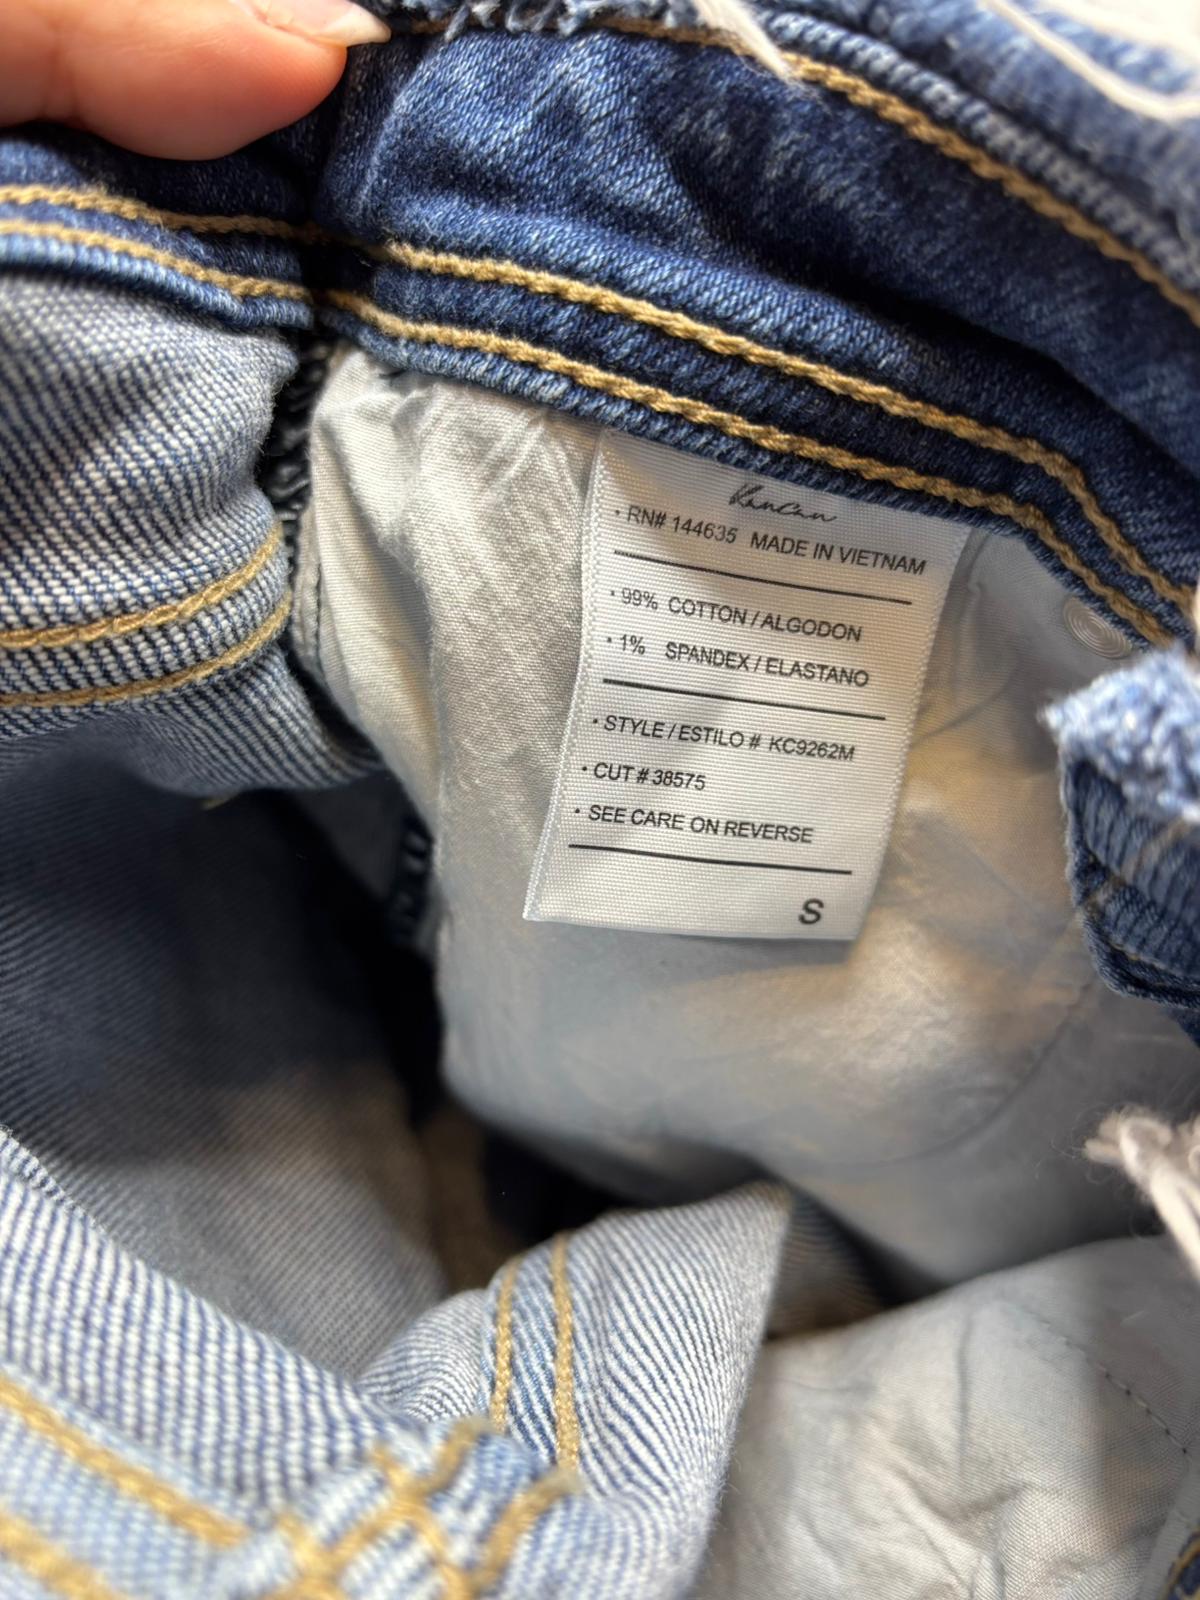 KanCan
• RN# 144635 MADE IN VIETNAM
• 99% COTTON / ALGODON
• 1% SPANDEX / ELASTANO
• STYLE / ESTILO # KC9262M
• CUT # 38575
• SEE CARE ON REVERSE
S